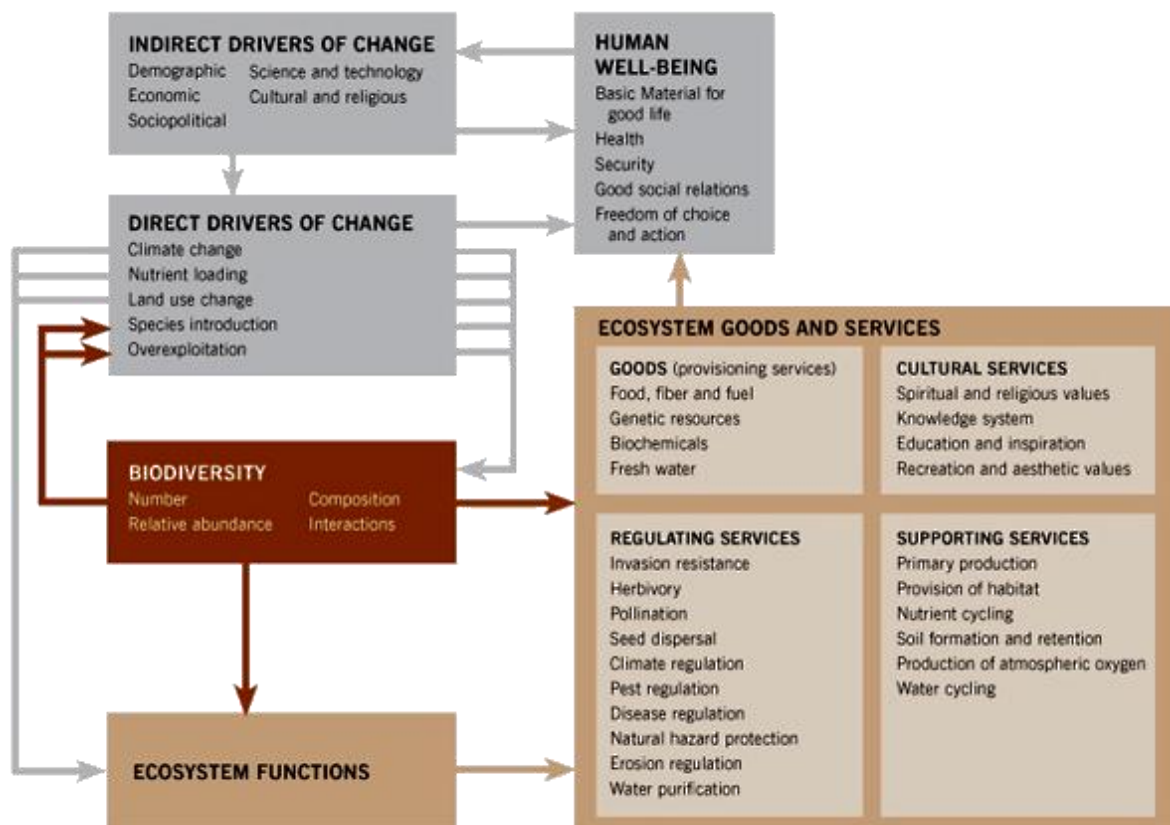 INDIRECT DRIVERS OF CHANGE
Demographic Science and technology
Economic Cultural and religious
Sociopolitical
HUMAN
WELL-BEING
Basic Material for
good life
Health
Security
Good social relations
Freedom of choice
and action
DIRECT DRIVERS OF CHANGE
Climate change
Nutrient loading
Land use change
Species introduction
Overexploitation
BIODIVERSITY
Number Composition
Relative abundance Interactions
ECOSYSTEM FUNCTIONS
ECOSYSTEM GOODS AND SERVICES
GOODS (provisioning services)
Food, fiber and fuel
Genetic resources
Biochemicals
Fresh water
CULTURAL SERVICES
Spiritual and religious values
Knowledge system
Education and inspiration
Recreation and aesthetic values
REGULATING SERVICES
Invasion resistance
Herbivory
Pollination
Seed dispersal
Climate regulation
Pest regulation
Disease regulation
Natural hazard protection
Erosion regulation
Water purification
SUPPORTING SERVICES
Primary production
Provision of habitat
Nutrient cycling
Soil formation and retention
Production of atmospheric oxygen
Water cycling